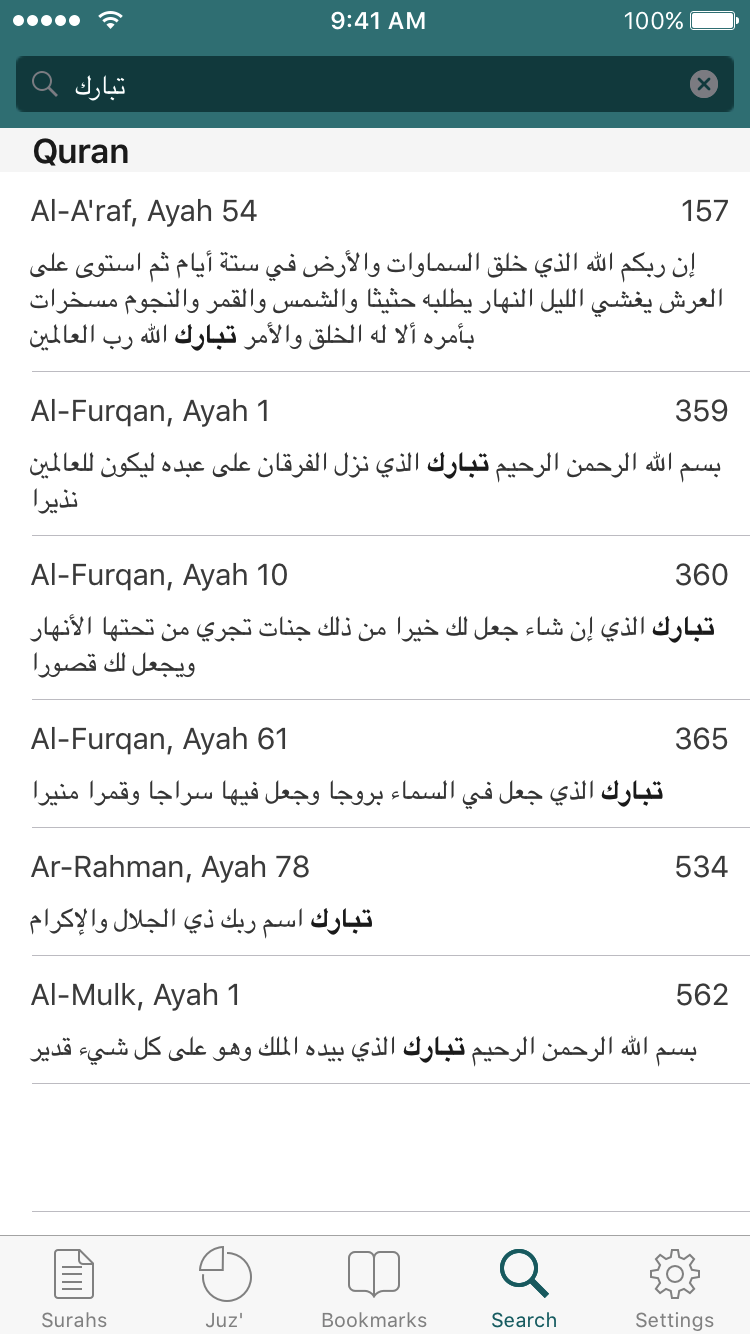 9:41 AM
100%
تبارك
Quran
Al-A'raf, Ayah 54
157
إن ربكم الله الذي خلق السماوات والأرض في ستة أيام ثم استوى على
العرش يغشي الليل النهار يطلبه حثيثا والشمس والقمر والنجوم مسخرات
بأمره ألا له الخلق والأمر تبارك الله رب العالمين
Al-Furqan, Ayah 1
359
بسم الله الرحمن الرحيم تبارك الذي نزل الفرقان على عبده ليكون للعالمين
نذيرا
Al-Furqan, Ayah 10
360
تبارك الذي إن شاء جعل لك خيرا من ذلك جنات تجري من تحتها الأنهار
ويجعل لك قصورا
Al-Furqan, Ayah 61
365
تبارك الذي جعل في السماء بروجا وجعل فيها سراجا وقمرا منيرا
Ar-Rahman, Ayah 78
534
تبارك اسم ربك ذي الجلال والإكرام
Al-Mulk, Ayah 1
562
بسم الله الرحمن الرحيم تبارك الذي بيده الملك وهو على كل شيء قدير
Surahs
Juz'
Bookmarks
Search
Settings